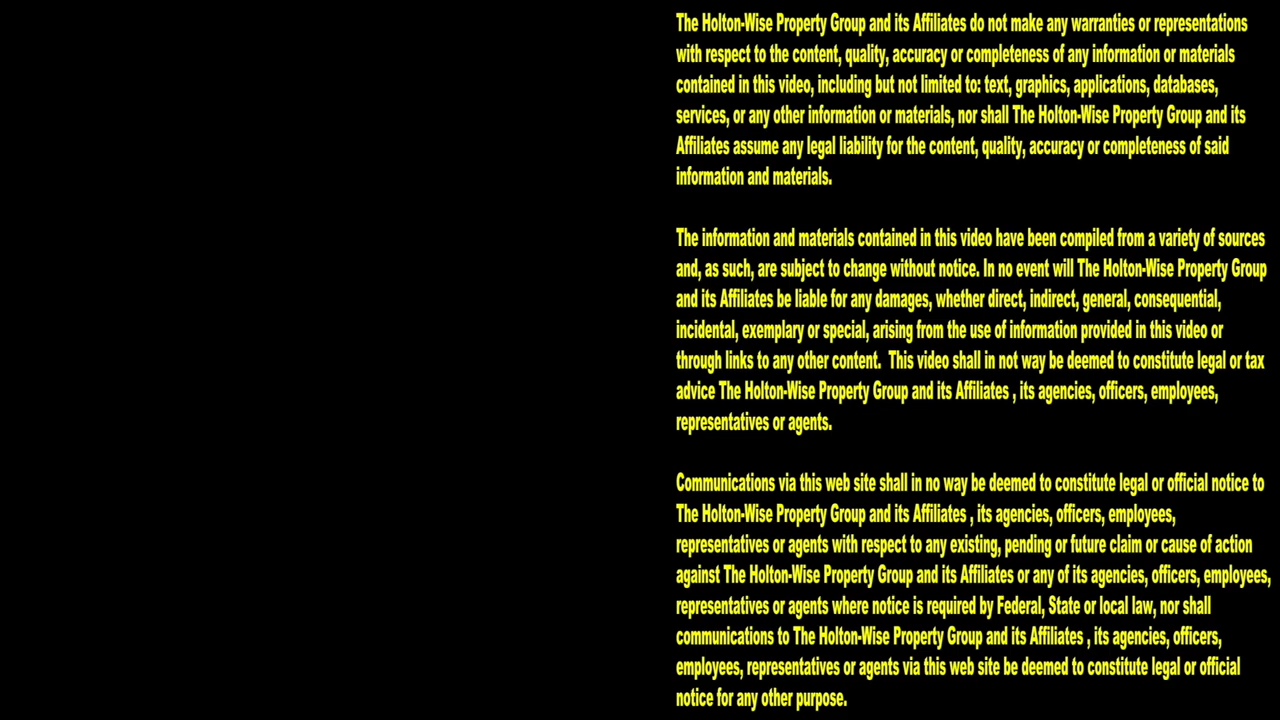 The Holton-Wise Property Group and its Affiliates do not make any warranties or representations
with respect to the content, quality, accuracy or completeness of any information or materials
contained in this video, including but not limited to: text, graphics, applications, databases,
services, or any other information or materials, nor shall The Holton-Wise Property Group and its
Affiliates assume any legal liability for the content, quality, accuracy or completeness of said
information and materials.
The information and materials contained in this video have been compiled from a variety of sources
and, as such, are subject to change without notice. In no event will The Holton-Wise Property Group
and its Affiliates be liable for any damages, whether direct, indirect, general, consequential,
incidental, exemplary or special, arising from the use of information provided in this video or
through links to any other content.  This video shall in not way be deemed to constitute legal or tax
advice The Holton-Wise Property Group and its Affiliates , its agencies, officers, employees,
representatives or agents.
Communications via this web site shall in no way be deemed to constitute legal or official notice to
The Holton-Wise Property Group and its Affiliates , its agencies, officers, employees,
representatives or agents with respect to any existing, pending or future claim or cause of action
against The Holton-Wise Property Group and its Affiliates or any of its agencies, officers, employees,
representatives or agents where notice is required by Federal, State or local law, nor shall
communications to The Holton-Wise Property Group and its Affiliates , its agencies, officers,
employees, representatives or agents via this web site be deemed to constitute legal or official
notice for any other purpose.